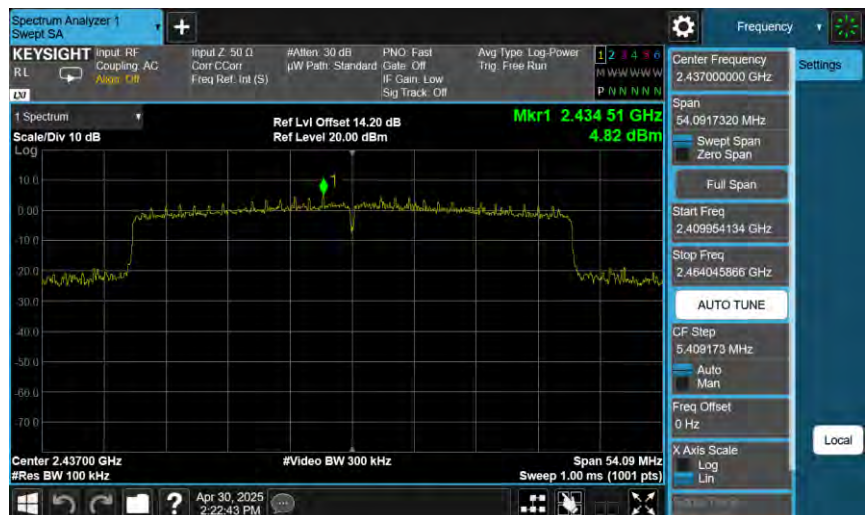 Spectrum Analyzer 1
Swept SA
+
Frequency
KEYSIGHT
RL
LXI
Input: RF
Coupling: AC
Align: Off
Input Z: 50 Ω
Corr CCorr
Freq Ref: Int (S)
#Atten: 30 dB
µW Path: Standard
PNO: Fast
Gate: Off
IF Gain: Low
Sig Track: Off
Avg Type: Log-Power
Trig: Free Run
1 2 3 4 5 6
M W W W W W
P N N N N N
1 Spectrum
Scale/Div 10 dB
Log
Ref Lvl Offset 14.20 dB
Ref Level 20.00 dBm
Mkr1 2.434 51 GHz
4.82 dBm
1
10.0
0.00
-10.0
-20.0
-30.0
-40.0
-50.0
-60.0
-70.0
Center 2.43700 GHz
#Res BW 100 kHz
#Video BW 300 kHz
Span 54.09 MHz
Sweep 1.00 ms (1001 pts)
Apr 30, 2025
2:22:43 PM
?
Settings
Center Frequency
2.437000000 GHz
Span
54.0917320 MHz
Swept Span
Zero Span
Full Span
Start Freq
2.409954134 GHz
Stop Freq
2.464045866 GHz
AUTO TUNE
CF Step
5.409173 MHz
Auto
Man
Freq Offset
0 Hz
X Axis Scale
Log
Lin
Local